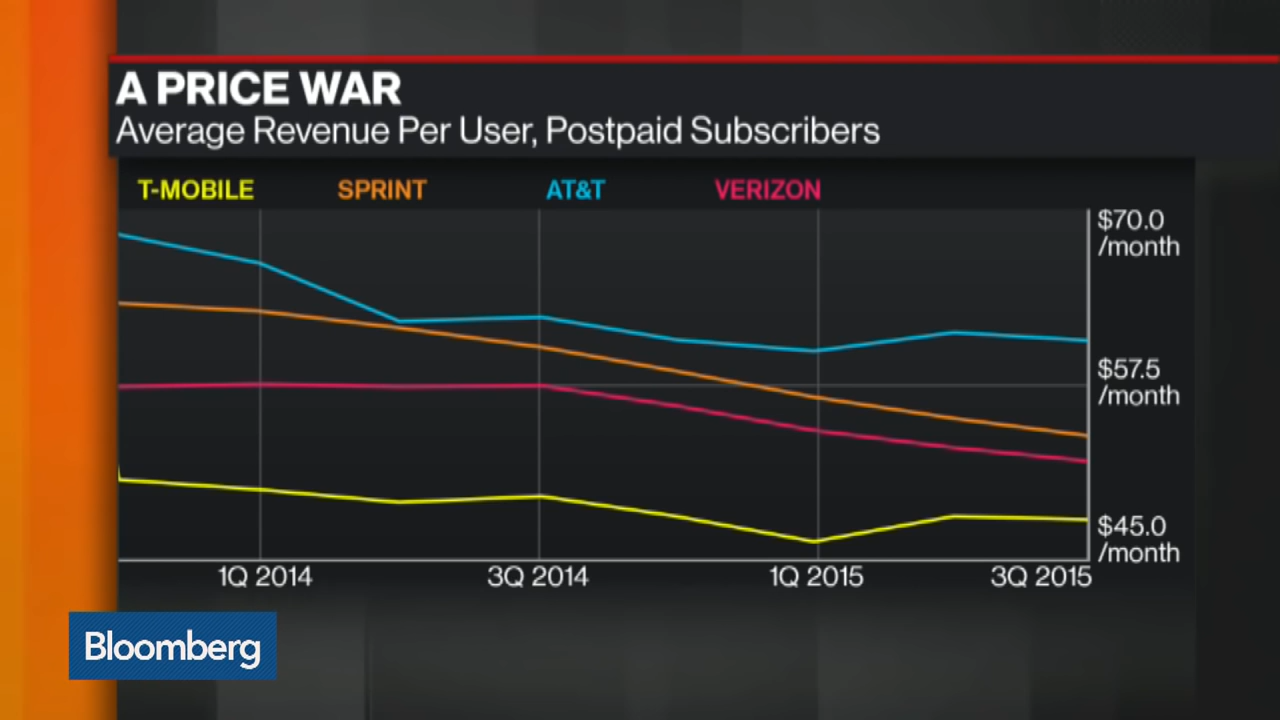 A PRICE WAR
Average Revenue Per User, Postpaid Subscribers
T-MOBILE SPRINT AT&T VERIZON
$70.0
/month
$57.5
/month
$45.0
/month
1Q 2014 3Q 2014 1Q 2015 3Q 2015
Bloomberg